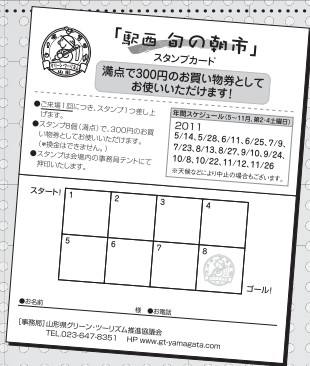 「駅西 旬の朝市」
スタンプカード
満点で300円のお買い物券として
お使いいただけます!
●ご来場1回につき、スタンプ1つ差し上
げます。
●スタンプ8個(満点)で、300円のお買
い物券としてお使いいただけます。
(※換金はできません。)
●スタンプは会場内の事務局テントにて
押印いたします。
年間スケジュール(5~11月、第2・4土曜日)
2011
5/14、5/28、6/11、6/25、7/9、
7/23、8/13、8/27、9/10、9/24、
10/8、10/22、11/12、11/26
※天候などにより中止の場合もございます。
スタート!
1 2 3 4
5 6 7 8
ゴール!
●お名前 様 ●お電話
[事務局]山形県グリーン・ツーリズム推進協議会
TEL.023-647-8351 HP www.gt-yamagata.com